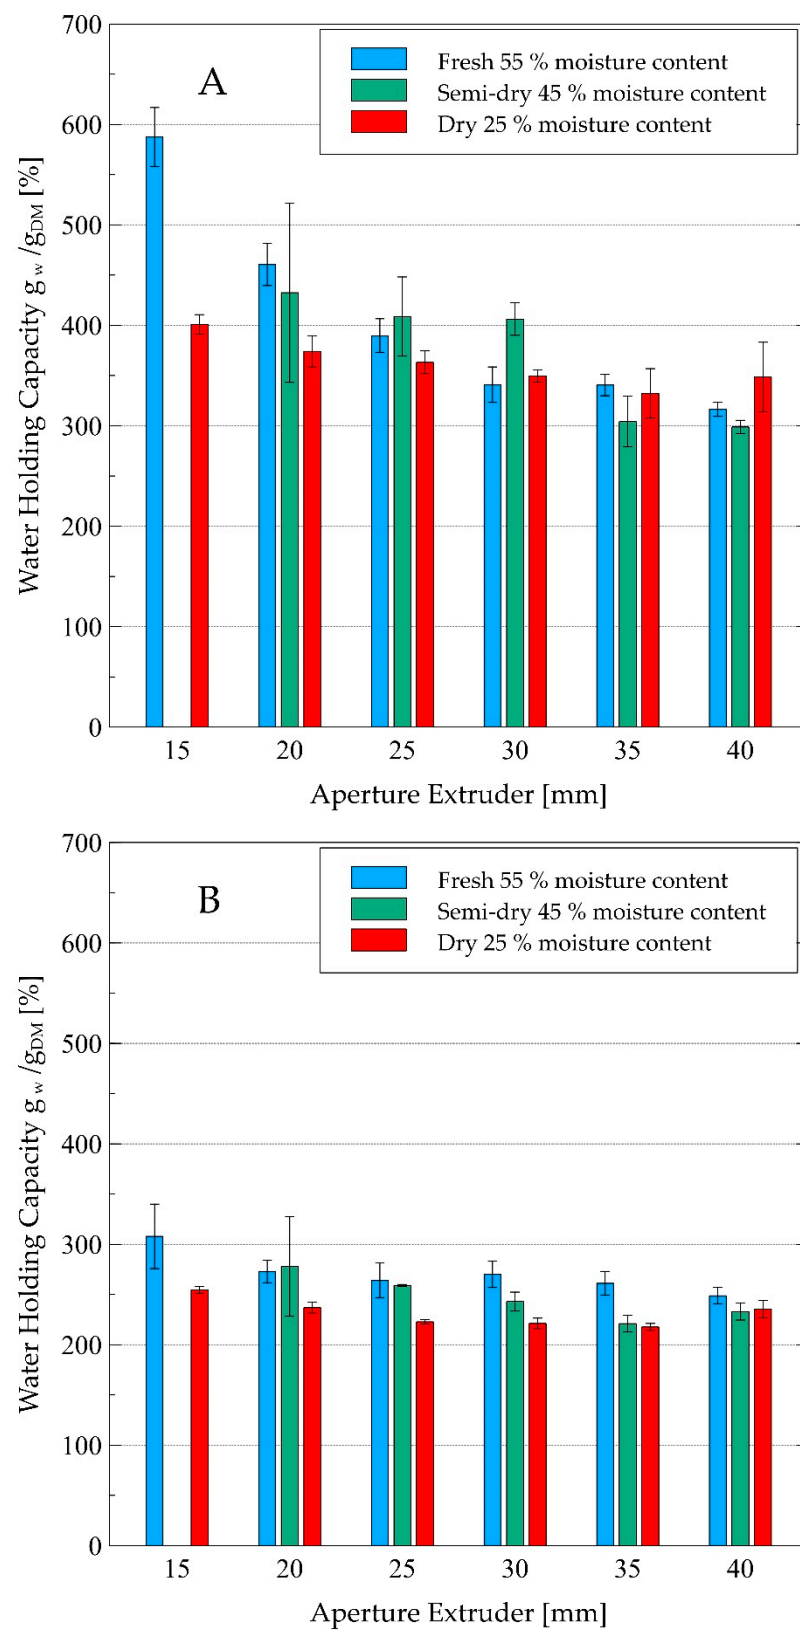 700
A
Fresh 55 % moisture content
Semi-dry 45 % moisture content
Dry 25 % moisture content
600
500
400
300
200
100
0
Water Holding Capacity g w /gDM [%]
15 20 25 30 35 40
Aperture Extruder [mm]
700
B
Fresh 55 % moisture content
Semi-dry 45 % moisture content
Dry 25 % moisture content
600
500
400
300
200
100
0
Water Holding Capacity g w /gDM [%]
15 20 25 30 35 40
Aperture Extruder [mm]